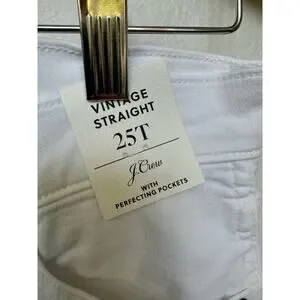 VINTAGE
STRAIGHT
25T
J.Crew
WITH
PERFECTING POCKETS